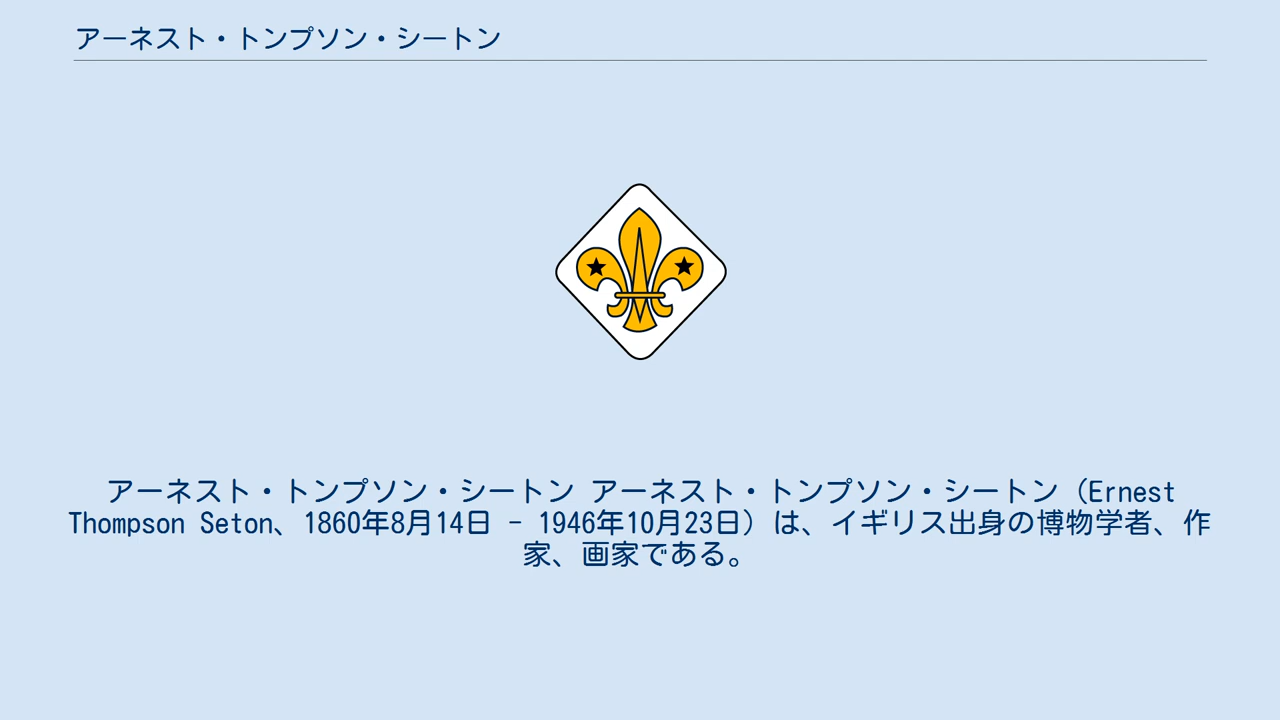 アーネスト・トンプソン・シートン
アーネスト・トンプソン・シートン アーネスト・トンプソン・シートン（Ernest
Thompson Seton、1860年8月14日 - 1946年10月23日）は、イギリス出身の博物学者、作
家、画家である。